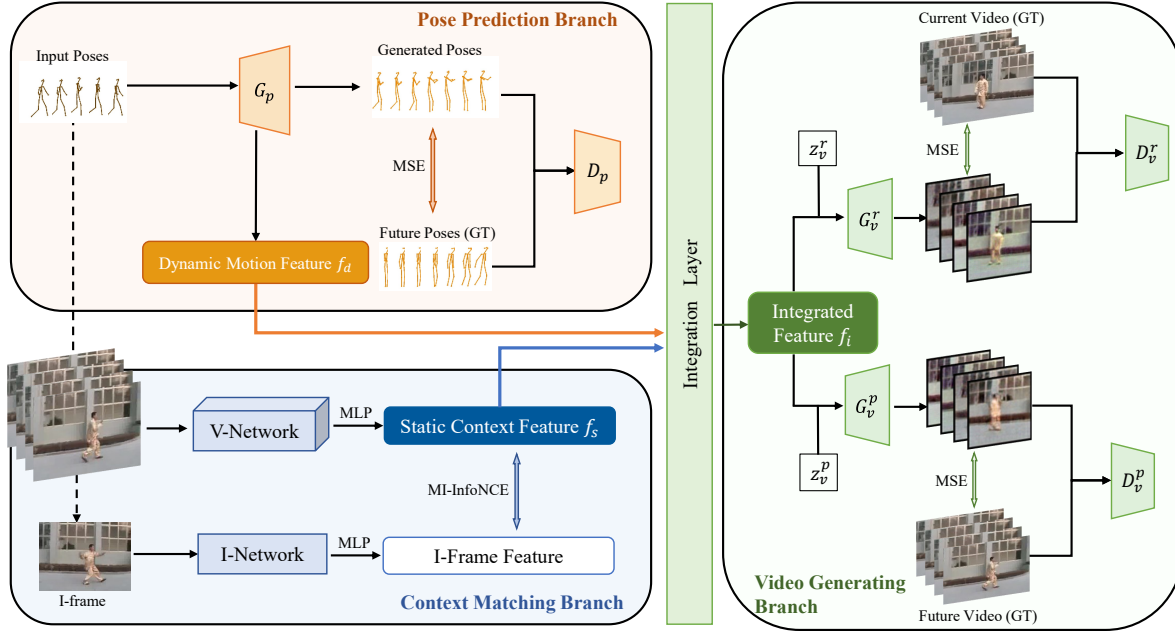 Pose Prediction Branch
Input Poses
Generated Poses
G_p
MSE
D_p
Future Poses (GT)
Dynamic Motion Feature f_d
V-Network
MLP
Static Context Feature f_s
MI-InfoNCE
I-Network
MLP
I-Frame Feature
I-frame
Context Matching Branch
Integration Layer
Current Video (GT)
z_v^r
MSE
D_v^r
G_v^r
Integrated
Feature f_i
G_v^p
z_v^p
MSE
D_v^p
Video Generating
Branch
Future Video (GT)